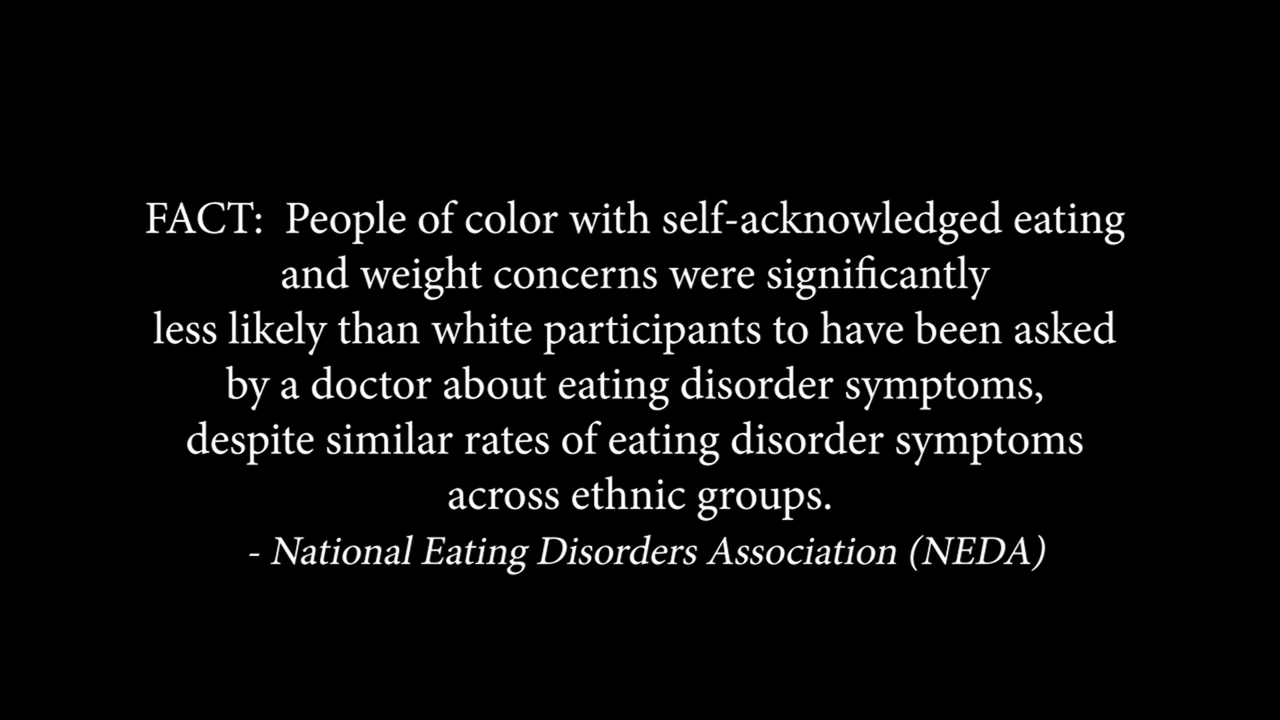 FACT:  People of color with self-acknowledged eating
and weight concerns were significantly
less likely than white participants to have been asked
by a doctor about eating disorder symptoms,
despite similar rates of eating disorder symptoms
across ethnic groups.
- National Eating Disorders Association (NEDA)